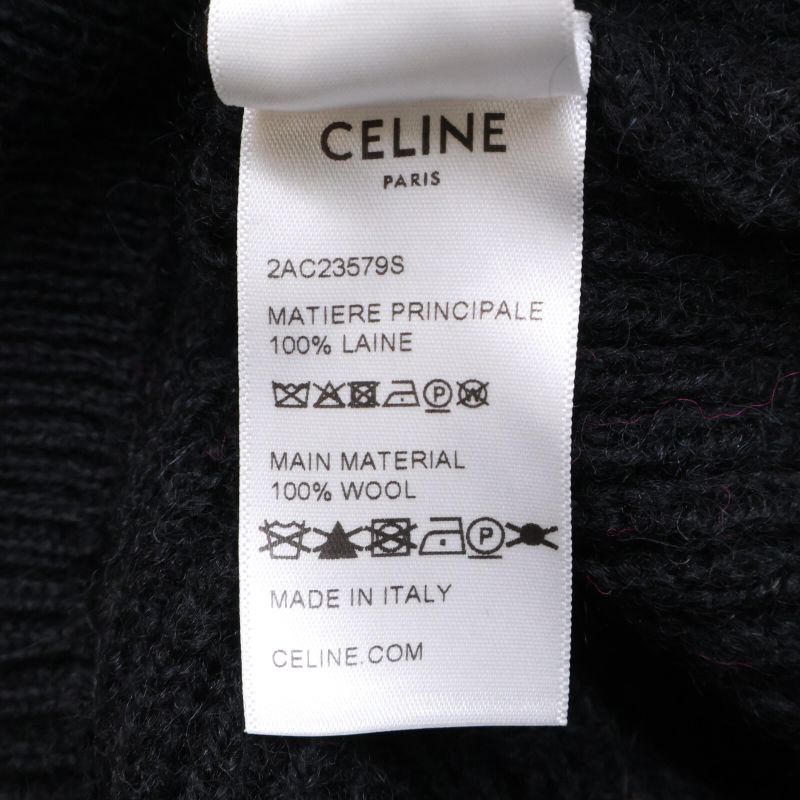 CELINE
PARIS
2AC23579S
MATIERE PRINCIPALE
100% LAINE
P W
MAIN MATERIAL
100% WOOL
P
MADE IN ITALY
CELINE.COM